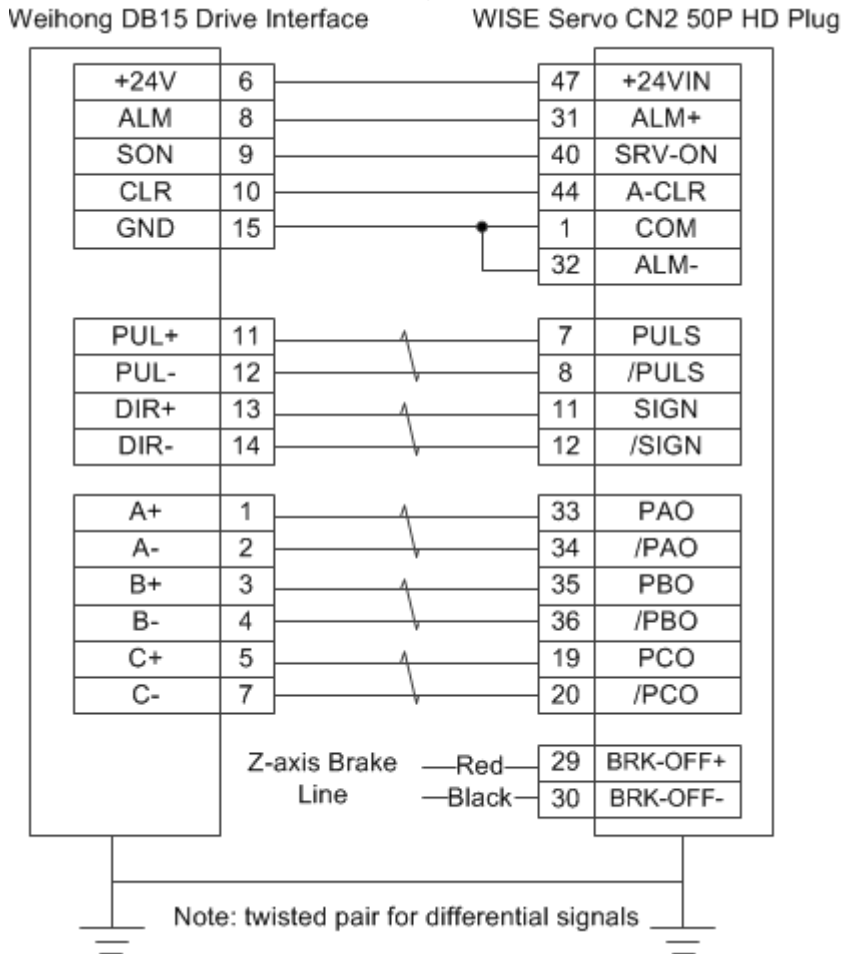 Weihong DB15 Drive Interface WISE Servo CN2 50P HD Plug
+24V 6 47 +24VIN
ALM 8 31 ALM+
SON 9 40 SRV-ON
CLR 10 44 A-CLR
GND 15 1 COM
32 ALM-
PUL+ 11 7 PULS
PUL- 12 8 /PULS
DIR+ 13 11 SIGN
DIR- 14 12 /SIGN
A+ 1 33 PAO
A- 2 34 /PAO
B+ 3 35 PBO
B- 4 36 /PBO
C+ 5 19 PCO
C- 7 20 /PCO
Z-axis Brake Red 29 BRK-OFF+
Line Black 30 BRK-OFF-
Note: twisted pair for differential signals